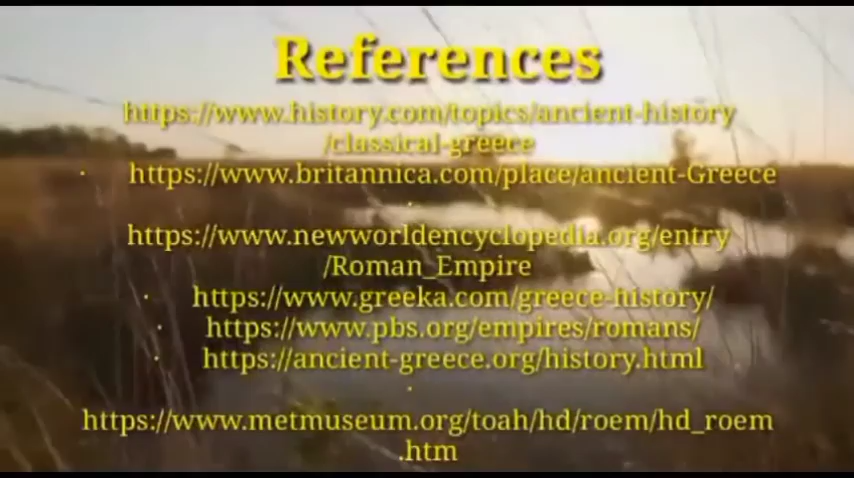 References
https://www.history.com/topics/ancient-history
/classical-greece
· https://www.britannica.com/place/ancient-Greece
·
https://www.newworldencyclopedia.org/entry
/Roman_Empire
· https://www.greeka.com/greece-history/
· https://www.pbs.org/empires/romans/
· https://ancient-greece.org/history.html
·
https://www.metmuseum.org/toah/hd/roem/hd_roem
.htm